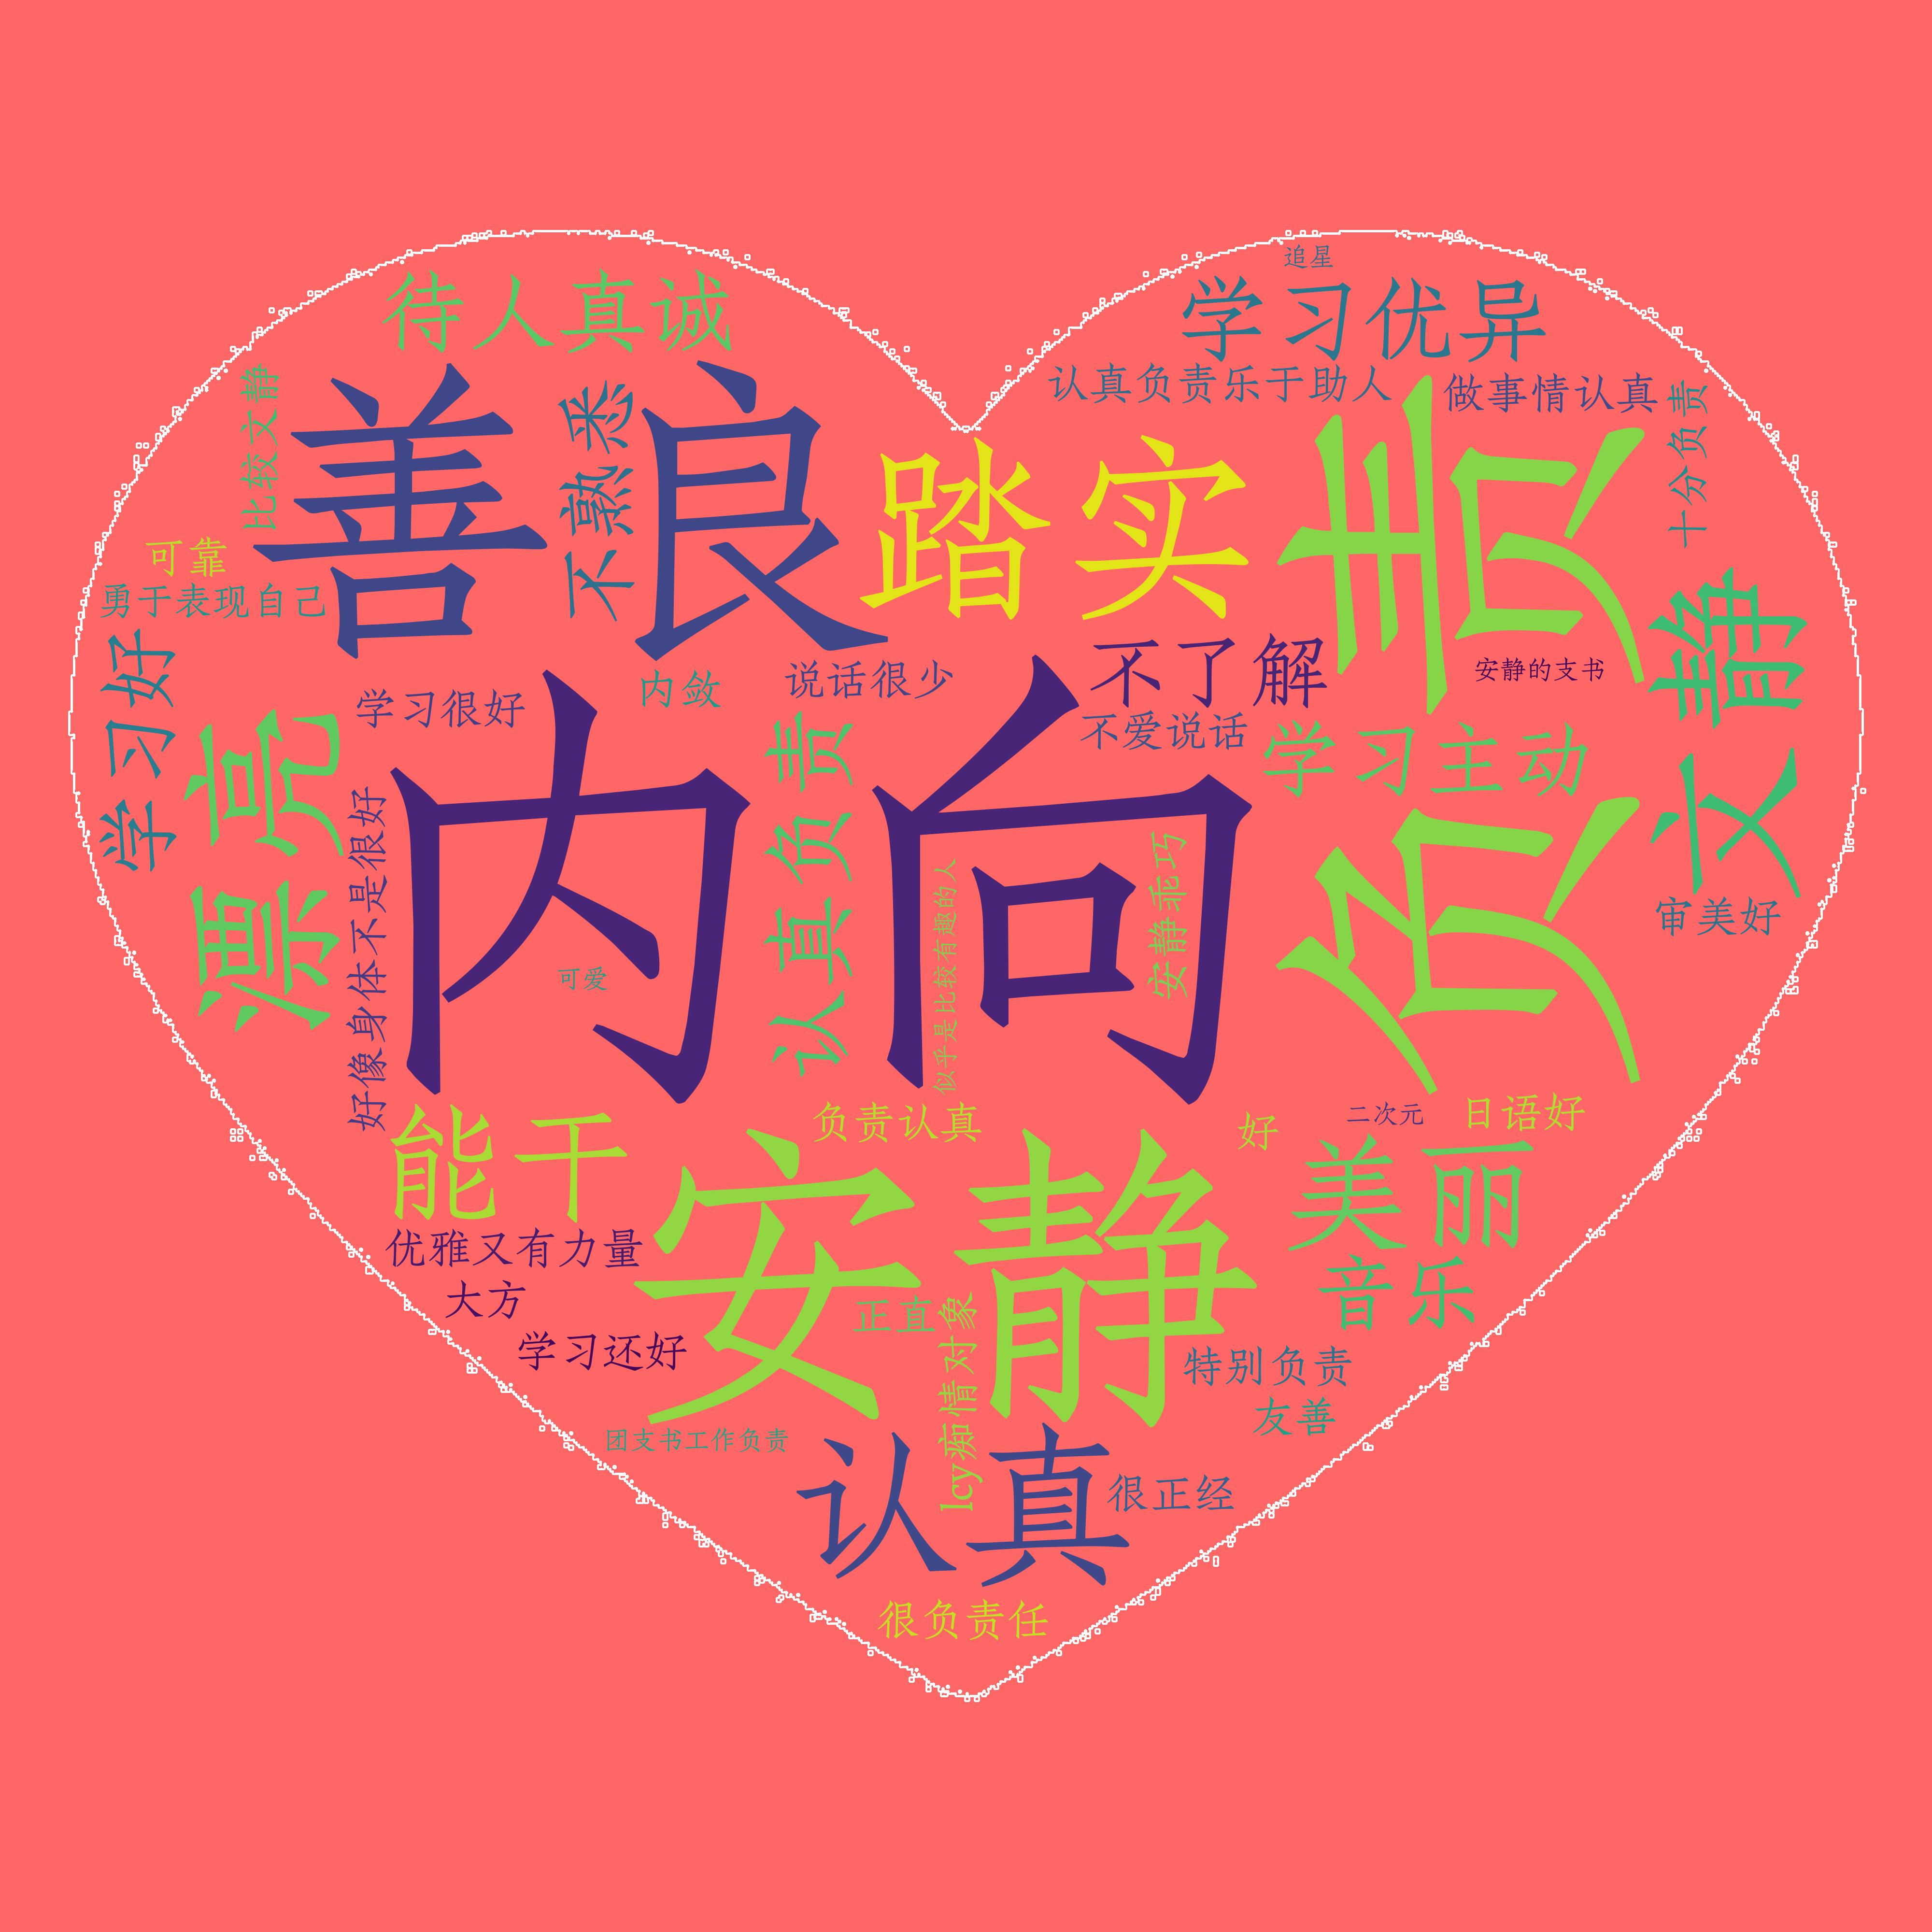 追星
待人真诚
学习优异
认真负责乐于助人
做事情认真
比较文静
善良
不熟悉
踏实
负责
十分负责
可靠
勇于表现自己
学习好
文静
漂亮
学习很好
内敛
说话很少
不了解
安静的支书
不爱说话
学习主动
内向
认真负责
好像身体不是很好
似乎是比较有趣的人
安静乖巧
审美好
可爱
能干
负责认真
好
二次元
日语好
安静
美丽
优雅又有力量
音乐
大方
正直
学习还好
lcy痴情对象
特别负责
友善
团支书工作负责
认真
很正经
很负责任